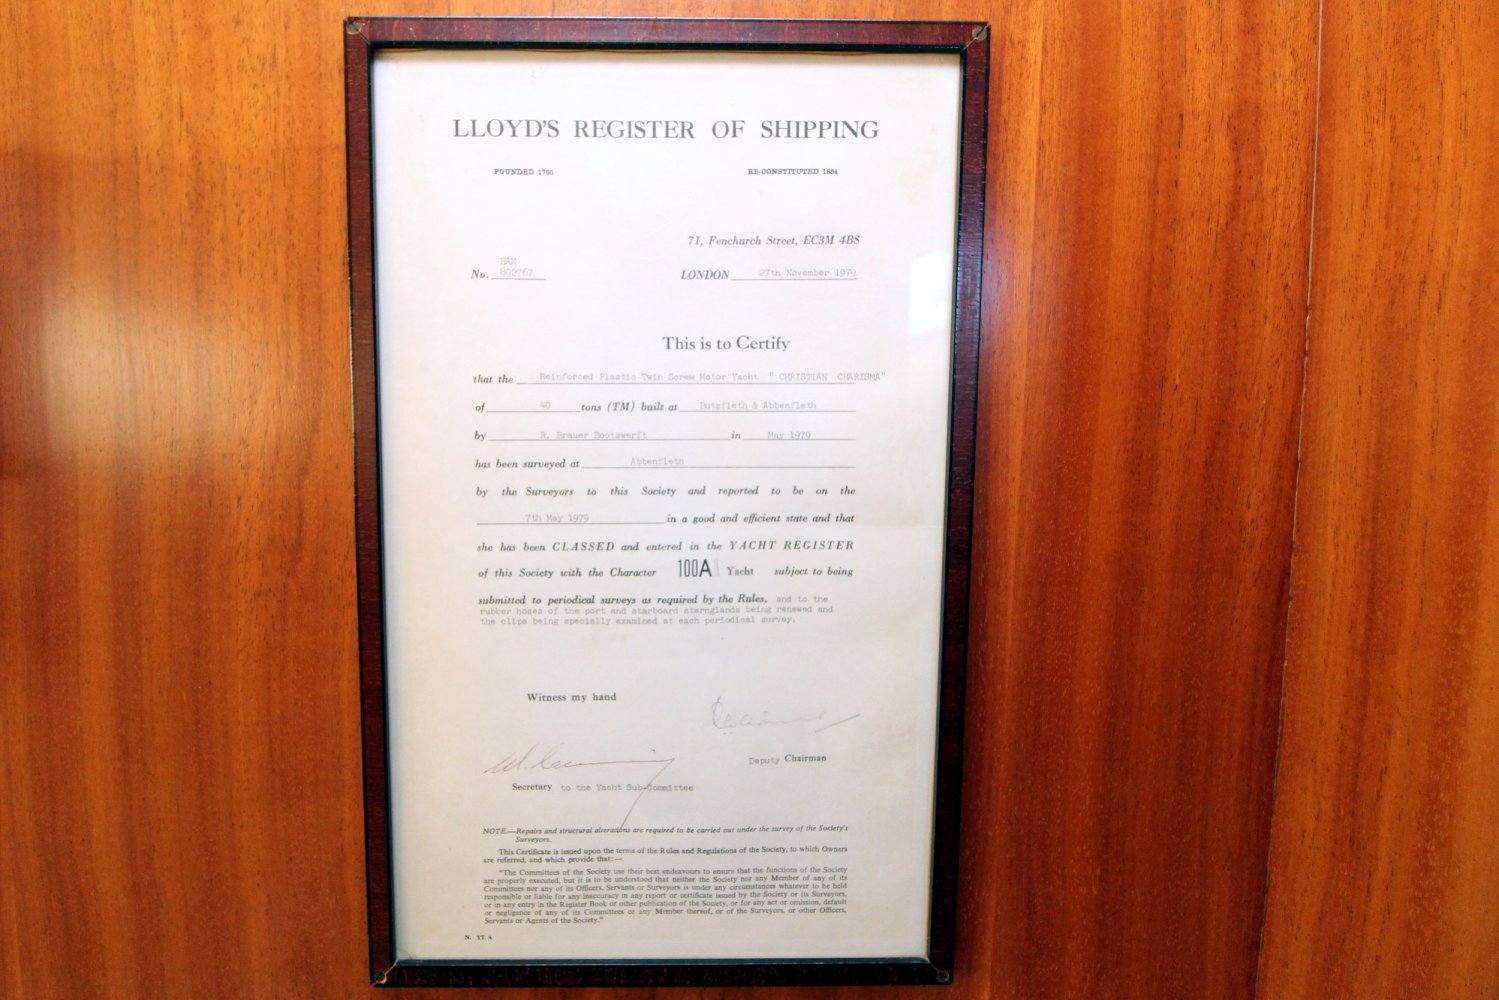 LLOYD'S REGISTER OF SHIPPING
FOUNDED 1760 RE-CONSTITUTED 1834
71, Fenchurch Street, EC3M 4BS
HAM
No. 802767 LONDON 27th November 1979
This is to Certify
that the Reinforced Plastic Twin Screw Motor Yacht " CHRISTIAN CHARISMA"
of 40 tons (TM) built at Butzfleth & Abbenfleth
by R. Brauer Bootswerft in May 1979
has been surveyed at Abbenfleth
by the Surveyors to this Society and reported to be on the
7th May 1979 in a good and efficient state and that
she has been CLASSED and entered in the YACHT REGISTER
of this Society with the Character 100A1 Yacht subject to being
submitted to periodical surveys as required by the Rules, and to the
rubber hoses of the port and starboard sternglands being renewed and
the clips being specially examined at each periodical survey.
Witness my hand
Deputy Chairman
Secretary to the Yacht Sub-Committee
NOTE.—Repairs and structural alterations are required to be carried out under the survey of the Society's
Surveyors.
This Certificate is issued upon the terms of the Rules and Regulations of the Society, to which Owners
are referred, and which provide that:—
"The Committees of the Society use their best endeavours to ensure that the functions of the Society
are properly executed, but it is to be understood that neither the Society nor any Member of any of its
Committees nor any of its Officers, Servants or Surveyors is under any circumstances whatever to be held
responsible or liable for any inaccuracy in any report or certificate issued by the Society or its Surveyors,
or in any entry in the Register Book or other publication of the Society, or for any act or omission, default
or negligence of any of its Committees or any Member thereof, or of the Surveyors, or other Officers,
Servants or Agents of the Society."
N. YT. A